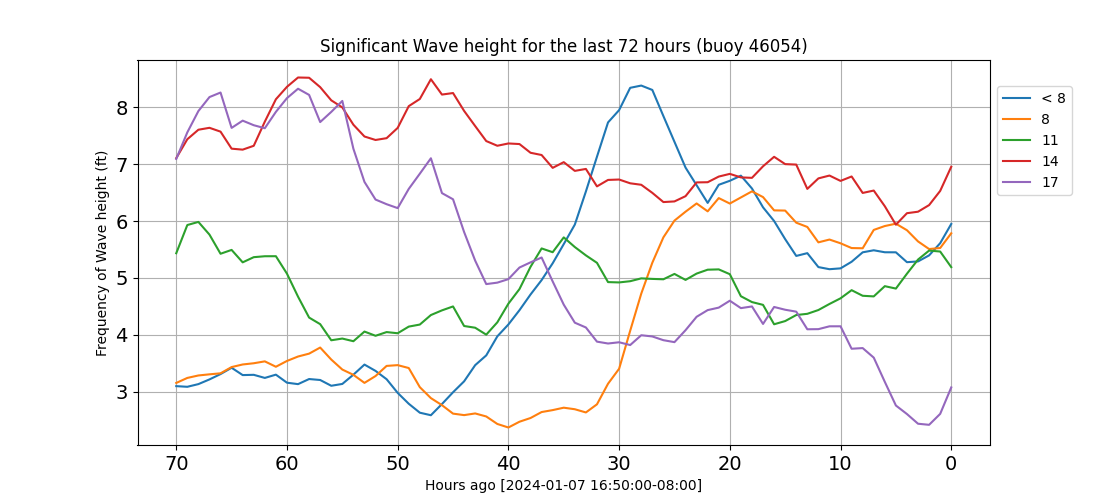 Significant Wave height for the last 72 hours (buoy 46054)
Frequency of Wave height (ft)
8
7
6
5
4
3
70 60 50 40 30 20 10 0
Hours ago [2024-01-07 16:50:00-08:00]
< 8
8
11
14
17